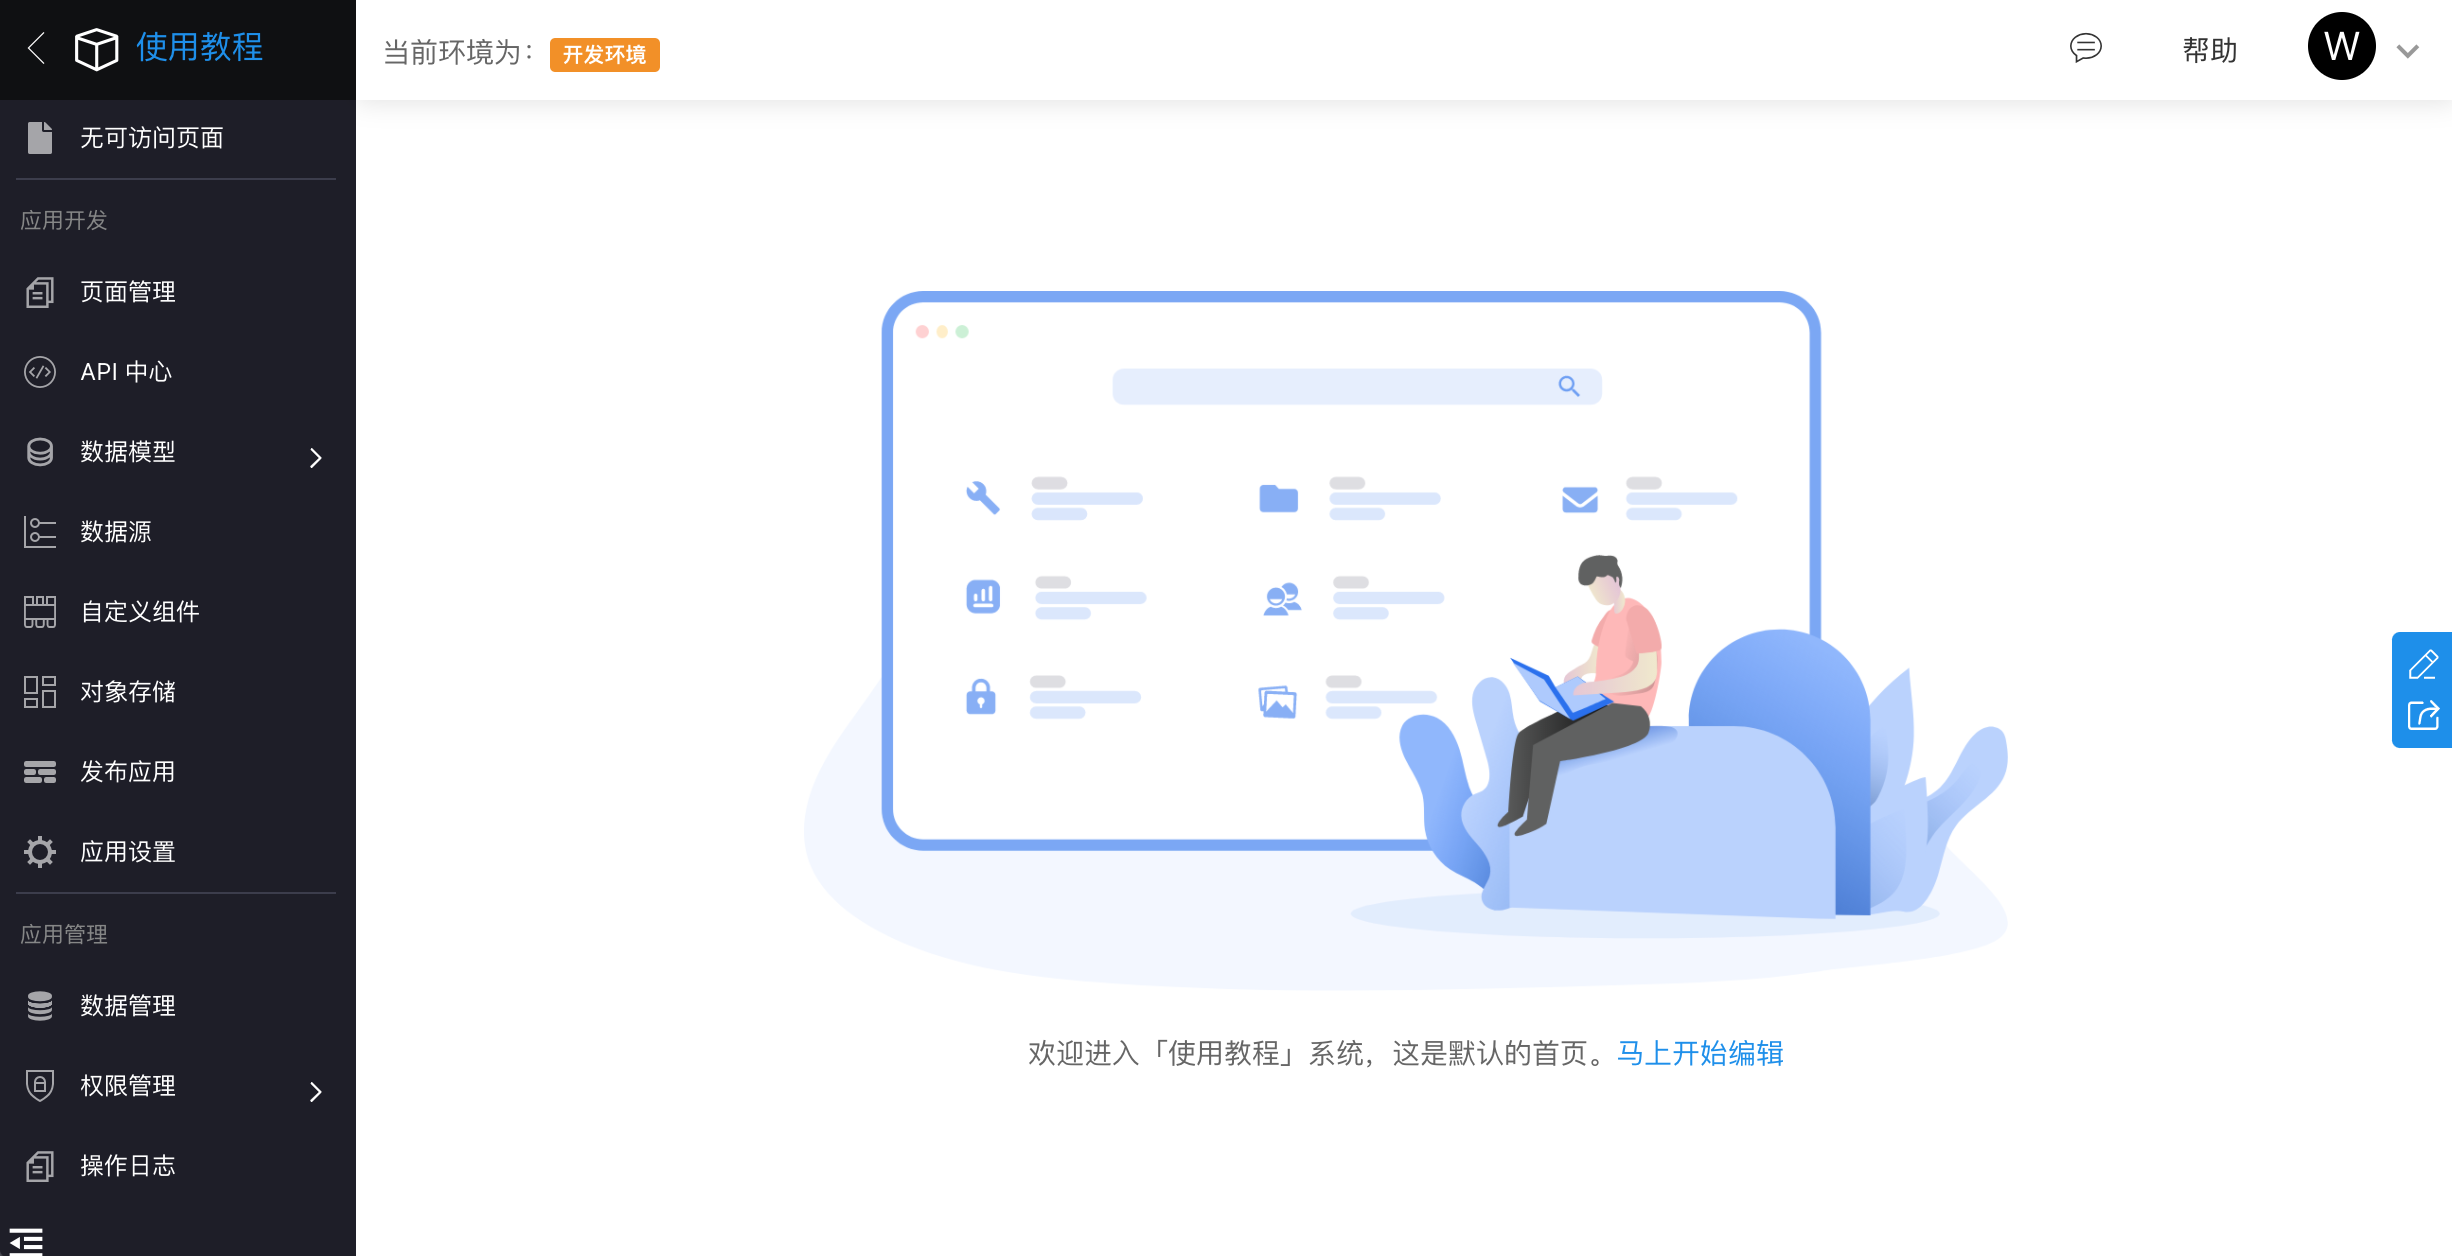 使用教程
当前环境为：
开发环境
帮助
W
无可访问页面
应用开发
页面管理
API 中心
数据模型
数据源
自定义组件
对象存储
发布应用
应用设置
应用管理
数据管理
权限管理
操作日志
欢迎进入「使用教程」系统，这是默认的首页。马上开始编辑